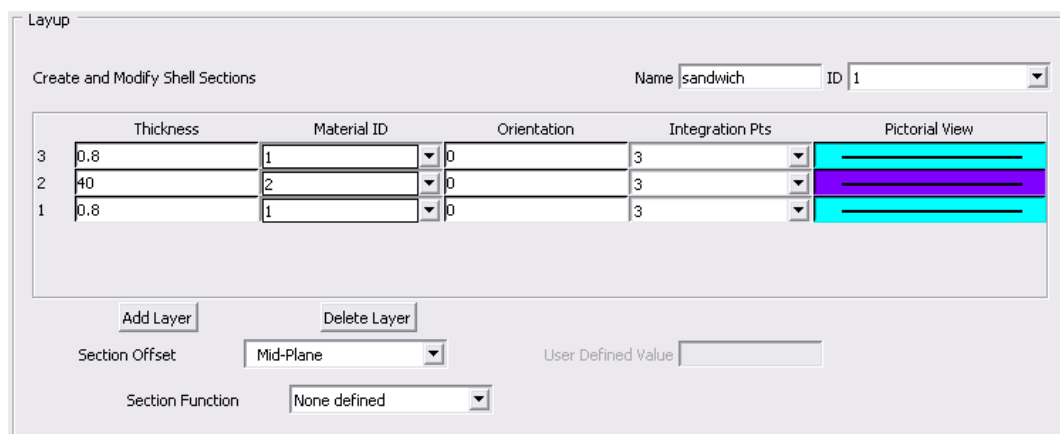 Layup
Create and Modify Shell Sections Name sandwich ID 1
Thickness Material ID Orientation Integration Pts Pictorial View
3 0.8 1 0 3
2 40 2 0 3
1 0.8 1 0 3
Add Layer Delete Layer
Section Offset Mid-Plane User Defined Value
Section Function None defined